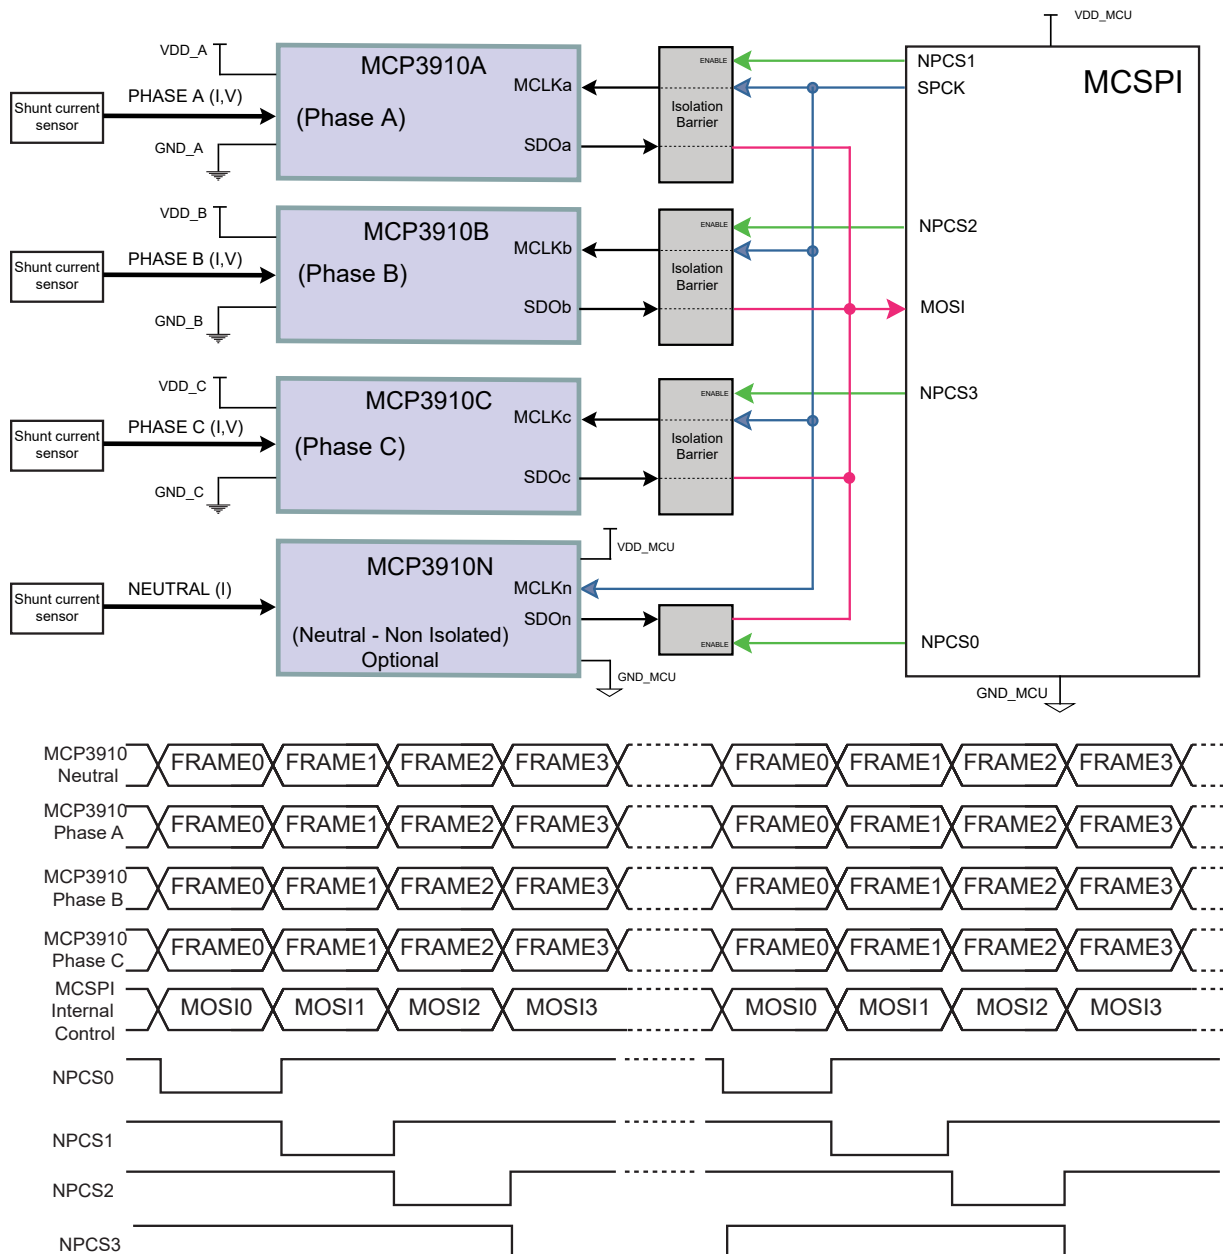 VDD_MCU
VDD_A
MCP3910A
MCLKa
ENABLE
NPCS1
SPCK
MCSPI
Shunt current
sensor
PHASE A (I,V)
(Phase A)
Isolation
Barrier
GND_A
SDOa
VDD_B
MCP3910B
MCLKb
ENABLE
NPCS2
Shunt current
sensor
PHASE B (I,V)
(Phase B)
Isolation
Barrier
GND_B
SDOb
MOSI
VDD_C
MCP3910C
MCLKc
ENABLE
NPCS3
Shunt current
sensor
PHASE C (I,V)
(Phase C)
Isolation
Barrier
GND_C
SDOc
VDD_MCU
MCP3910N
MCLKn
Shunt current
sensor
NEUTRAL (I)
SDOn
(Neutral - Non Isolated)
Optional
ENABLE
NPCS0
GND_MCU
GND_MCU
MCP3910
Neutral
FRAME0 FRAME1 FRAME2 FRAME3 FRAME0 FRAME1 FRAME2 FRAME3
MCP3910
Phase A
FRAME0 FRAME1 FRAME2 FRAME3 FRAME0 FRAME1 FRAME2 FRAME3
MCP3910
Phase B
FRAME0 FRAME1 FRAME2 FRAME3 FRAME0 FRAME1 FRAME2 FRAME3
MCP3910
Phase C
FRAME0 FRAME1 FRAME2 FRAME3 FRAME0 FRAME1 FRAME2 FRAME3
MCSPI
Internal
Control
MOSI0 MOSI1 MOSI2 MOSI3 MOSI0 MOSI1 MOSI2 MOSI3
NPCS0
NPCS1
NPCS2
NPCS3